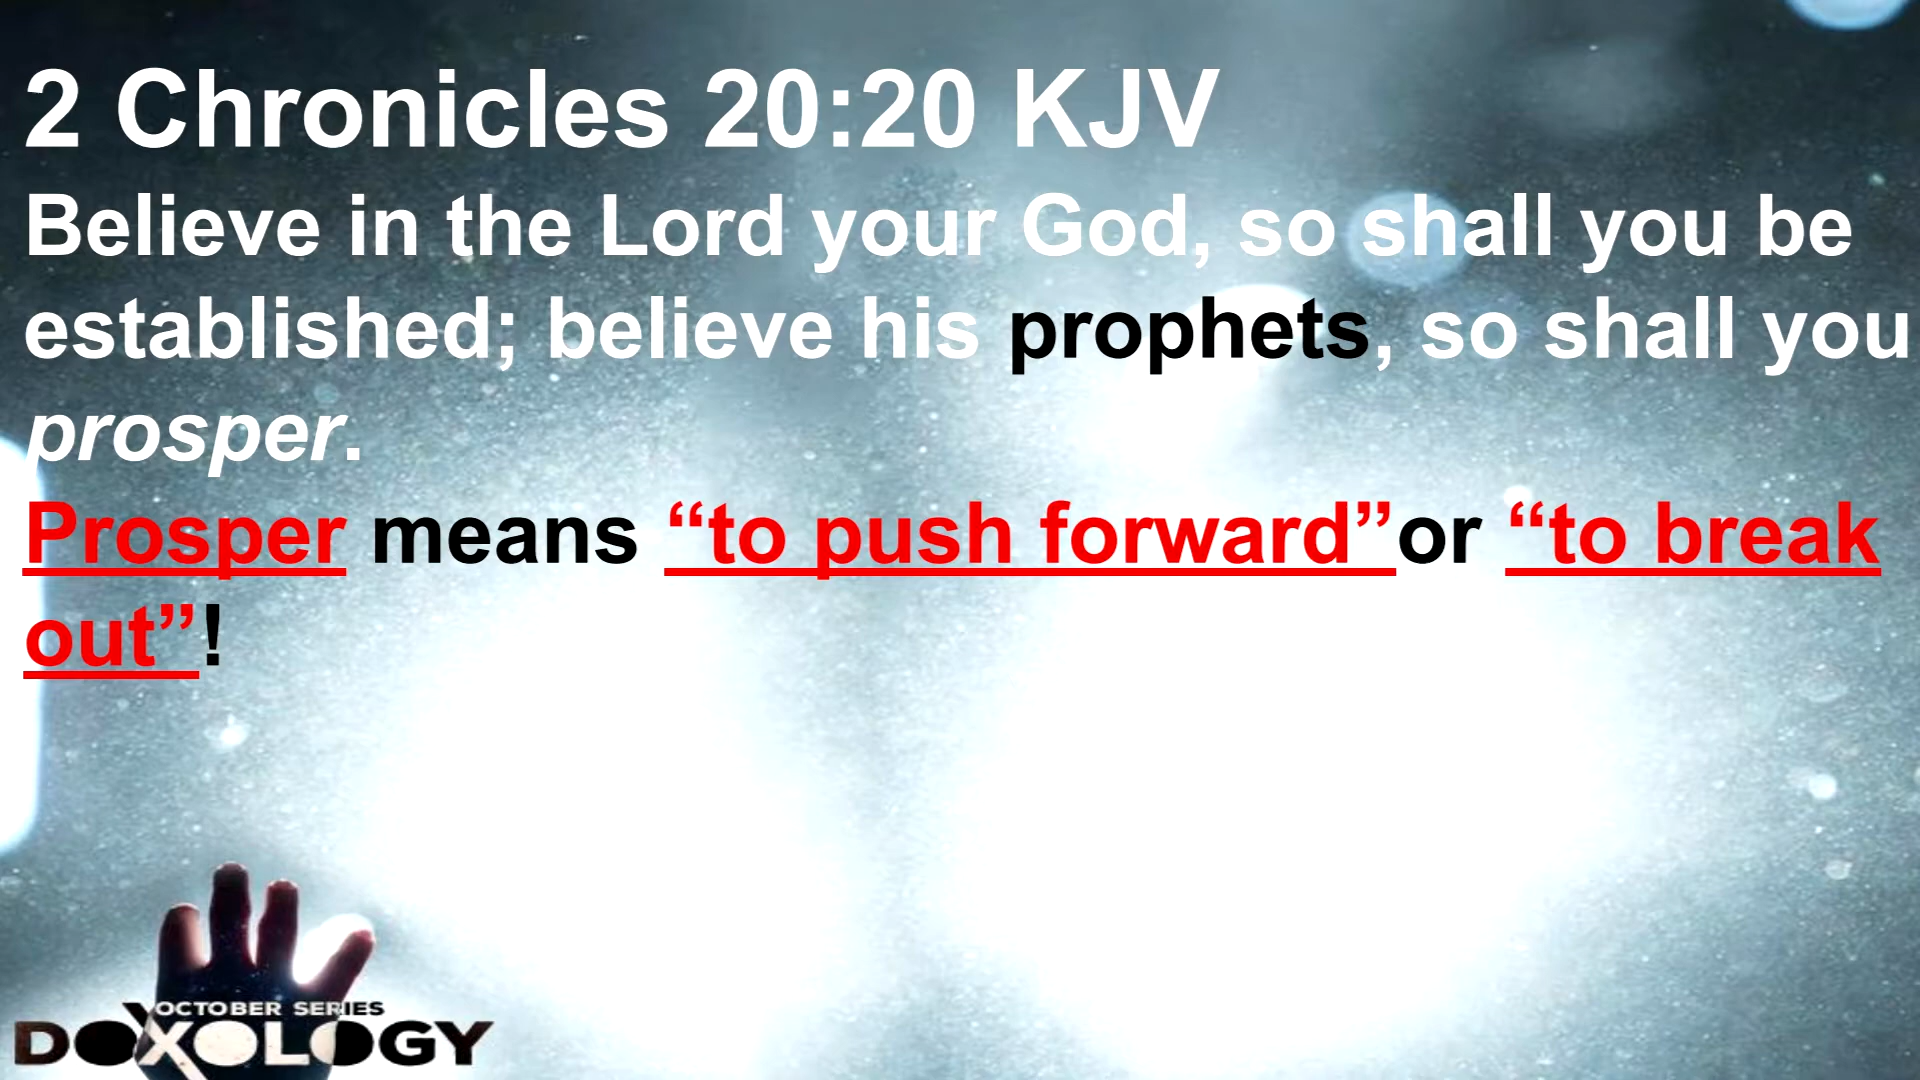 2 Chronicles 20:20 KJV
Believe in the Lord your God, so shall you be
established; believe his prophets, so shall you
prosper.
Prosper means “to push forward”or “to break
out”!
OCTOBER SERIES
DOXOLOGY